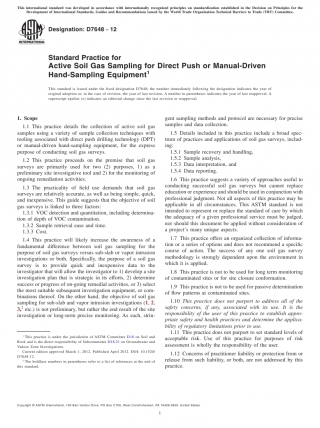 This international standard was developed in accordance with internationally recognized principles on standardization established in the Decision on Principles for the
Development of International Standards, Guides and Recommendations issued by the World Trade Organization Technical Barriers to Trade (TBT) Committee.
Designation: D7648 − 12
Standard Practice for
Active Soil Gas Sampling for Direct Push or Manual-Driven
Hand-Sampling Equipment1
This standard is issued under the fixed designation D7648; the number immediately following the designation indicates the year of
original adoption or, in the case of revision, the year of last revision. A number in parentheses indicates the year of last reapproval. A
superscript epsilon (ε) indicates an editorial change since the last revision or reapproval.
1. Scope
1.1 This practice details the collection of active soil gas
samples using a variety of sample collection techniques with
tooling associated with direct push drilling technology (DPT)
or manual-driven hand-sampling equipment, for the express
purpose of conducting soil gas surveys.
1.2 This practice proceeds on the premise that soil gas
surveys are primarily used for two (2) purposes, 1) as a
preliminary site investigative tool and 2) for the monitoring of
ongoing remediation activities.
1.3 The practicality of field use demands that soil gas
surveys are relatively accurate, as well as being simple, quick,
and inexpensive. This guide suggests that the objective of soil
gas surveys is linked to three factors:
1.3.1 VOC detection and quantitation, including determina-
tion of depth of VOC contamination.
1.3.2 Sample retrieval ease and time.
1.3.3 Cost.
1.4 This practice will likely increase the awareness of a
fundamental difference between soil gas sampling for the
purpose of soil gas surveys versus sub-slab or vapor intrusion
investigations or both. Specifically, the purpose of a soil gas
survey is to provide quick and inexpensive data to the
investigator that will allow the investigator to 1) develop a site
investigation plan that is strategic in its efforts, 2) determine
success or progress of on-going remedial activities, or 3) select
the most suitable subsequent investigation equipment, or com-
binations thereof. On the other hand, the objective of soil gas
sampling for sub-slab and vapor intrusion investigations (1, 2,
3,2 etc.) is not preliminary, but rather the end result of the site
investigation or long-term precise monitoring. As such, strin-
gent sampling methods and protocol are necessary for precise
samples and data collection.
1.5 Details included in this practice include a broad spec-
trum of practices and applications of soil gas surveys, includ-
ing:
1.5.1 Sample recovery and handling,
1.5.2 Sample analysis,
1.5.3 Data interpretation, and
1.5.4 Data reporting.
1.6 This practice suggests a variety of approaches useful to
conducting successful soil gas surveys but cannot replace
education or experience and should be used in conjunction with
professional judgment. Not all aspects of this practice may be
applicable in all circumstances. This ASTM standard is not
intended to represent or replace the standard of care by which
the adequacy of a given professional service must be judged,
nor should this document be applied without consideration of
a project's many unique aspects.
1.7 This practice offers an organized collection of informa-
tion or a series of options and does not recommend a specific
course of action. The success of any one soil gas survey
methodology is strongly dependent upon the environment in
which it is applied.
1.8 This practice is not to be used for long term monitoring
of contaminated sites or for site closure conformation.
1.9 This practice is not to be used for passive determination
of flow patterns at contaminated sites.
1.10 This practice does not purport to address all of the
safety concerns, if any, associated with its use. It is the
responsibility of the user of this practice to establish appro-
priate safety and health practices and determine the applica-
bility of regulatory limitations prior to use.
1.11 This practice does not purport to set standard levels of
acceptable risk. Use of this practice for purposes of risk
assessment is wholly the responsibility of the user.
1.12 Concerns of practitioner liability or protection from or
release from such liability, or both, are not addressed by this
practice.
1 This practice is under the jurisdiction of ASTM Committee D18 on Soil and
Rock and is the direct responsibility of Subcommittee D18.21 on Groundwater and
Vadose Zone Investigations.
Current edition approved March 1, 2012. Published April 2012. DOI: 10.1520/
D7648-12.
2 The boldface numbers in parentheses refer to a list of references at the end of
this standard.
Copyright © ASTM International, 100 Barr Harbor Drive, PO Box C700, West Conshohocken, PA 19428-2959. United States
1